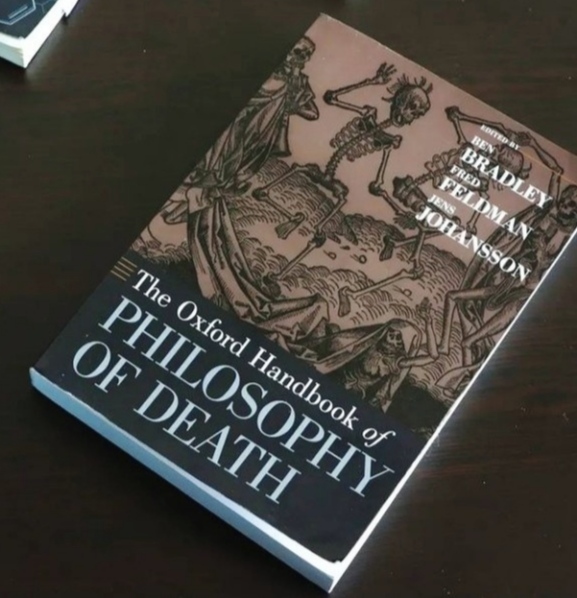 EDITED BY
BEN
BRADLEY
FRED
FELDMAN
JENS
JOHANSSON
The Oxford Handbook of
PHILOSOPHY
OF DEATH